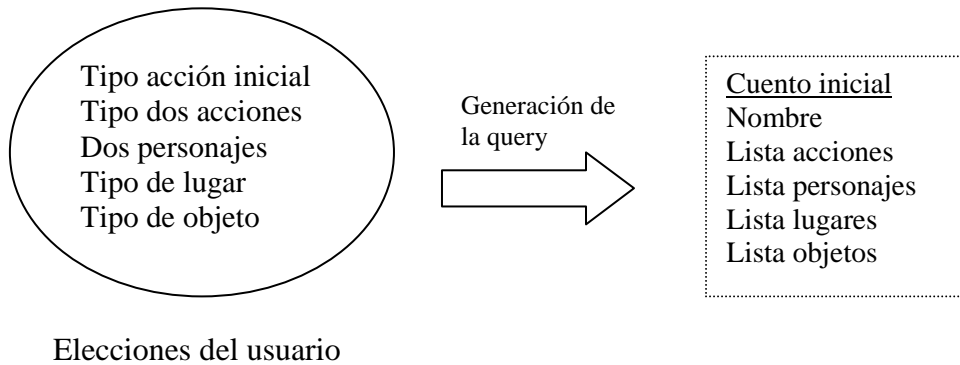 Tipo acción inicial
Tipo dos acciones
Dos personajes
Tipo de lugar
Tipo de objeto
Generación de
la query
Cuento inicial
Nombre
Lista acciones
Lista personajes
Lista lugares
Lista objetos
Elecciones del usuario